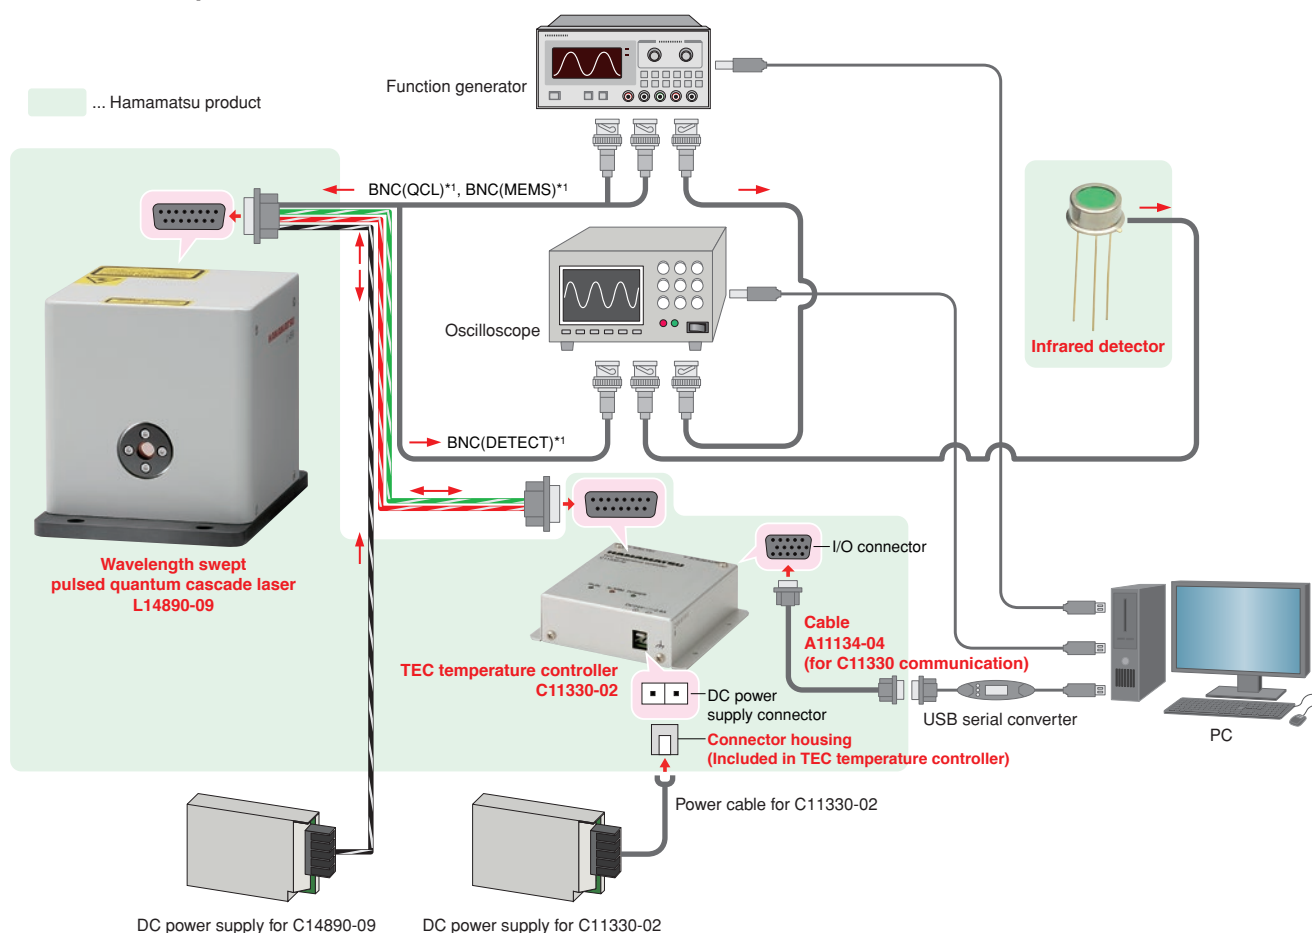 Function generator
... Hamamatsu product
BNC(QCL)*1, BNC(MEMS)*1
Oscilloscope
Infrared detector
BNC(DETECT)*1
HAMAMATSU
I/O connector
Wavelength swept
pulsed quantum cascade laser
L14890-09
Cable
A11134-04
(for C11330 communication)
TEC temperature controller
C11330-02
DC power
supply connector
USB serial converter
PC
Connector housing
(Included in TEC temperature controller)
Power cable for C11330-02
DC power supply for C14890-09
DC power supply for C11330-02